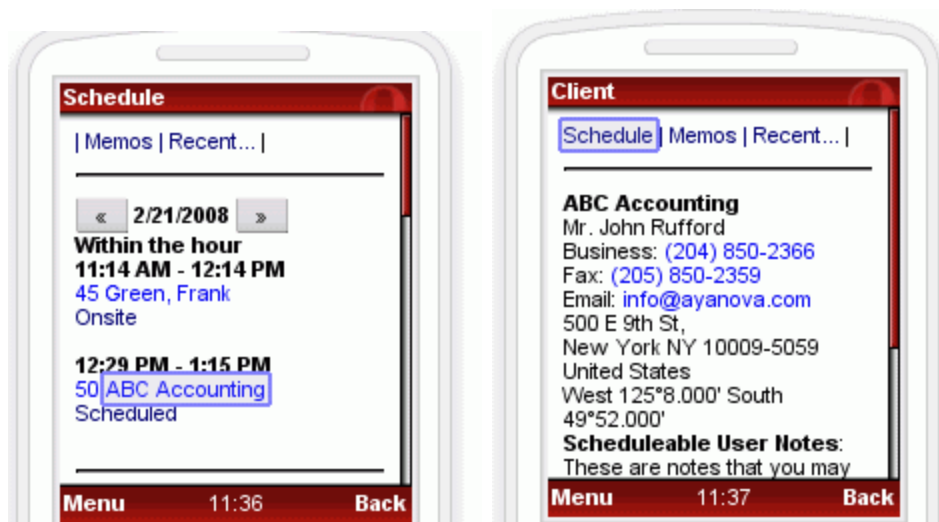 Schedule
| Memos | Recent... |
« 2/21/2008 »
Within the hour
11:14 AM - 12:14 PM
45 Green, Frank
Onsite
12:29 PM - 1:15 PM
50 ABC Accounting
Scheduled
Menu 11:36 Back
Client
Schedule | Memos | Recent... |
ABC Accounting
Mr. John Rufford
Business: (204) 850-2366
Fax: (205) 850-2359
Email: info@ayanova.com
500 E 9th St,
New York NY 10009-5059
United States
West 125°8.000' South
49°52.000'
Scheduleable User Notes:
These are notes that you may
Menu 11:37 Back